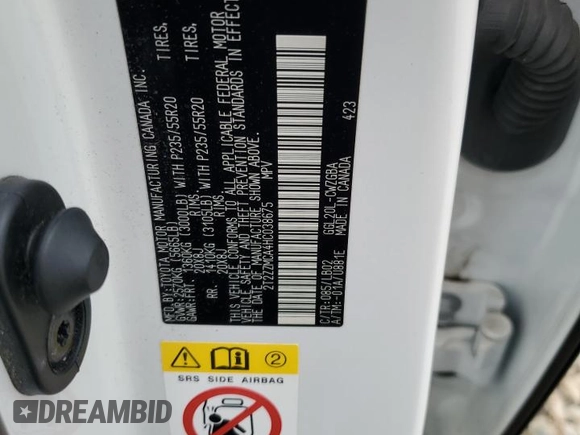 MFD BY:TOYOTA MOTOR MANUFACTURING CANADA INC.
GVWR:2570KG (5665LB)
GAWR:FRT. 1360KG (3000LB) WITH P235/55R20 TIRES,
20X8J RIMS
RR. 1410KG (3105LB) WITH P235/55R20 TIRES,
20X8J RIMS
THIS VEHICLE CONFORMS TO ALL APPLICABLE FEDERAL MOTOR
VEHICLE SAFETY AND THEFT PREVENTION STANDARDS IN EFFECT
ON THE DATE OF MANUFACTURE SHOWN ABOVE.
2T2ZZMCA4HC038675 MPV
423
C/TR:085/LB02 GGL20L-CWZGBA
A/TM:-01A/U881E MADE IN CANADA
2
SRS SIDE AIRBAG
DREAMBID